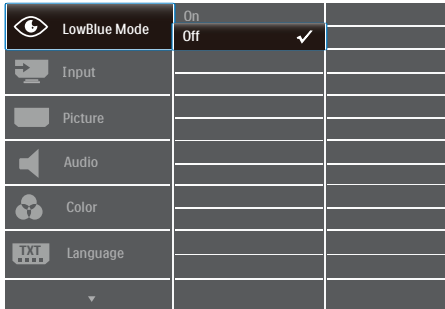 LowBlue Mode
On
Off
Input
Picture
Audio
Color
TXT
Language